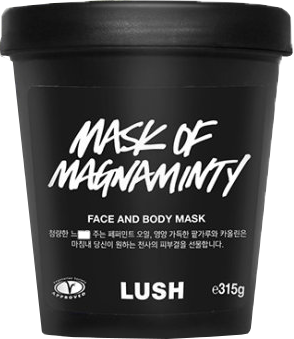 MASK OF
MAGNAMINTY
FACE AND BODY MASK
청량한 주는 페퍼민트 오일, 영양 가득한 팥가루와 카올린은
마침내 당신이 원하는 천사의 피부결을 선물합니다.
APPROVED
LUSH
℮315g